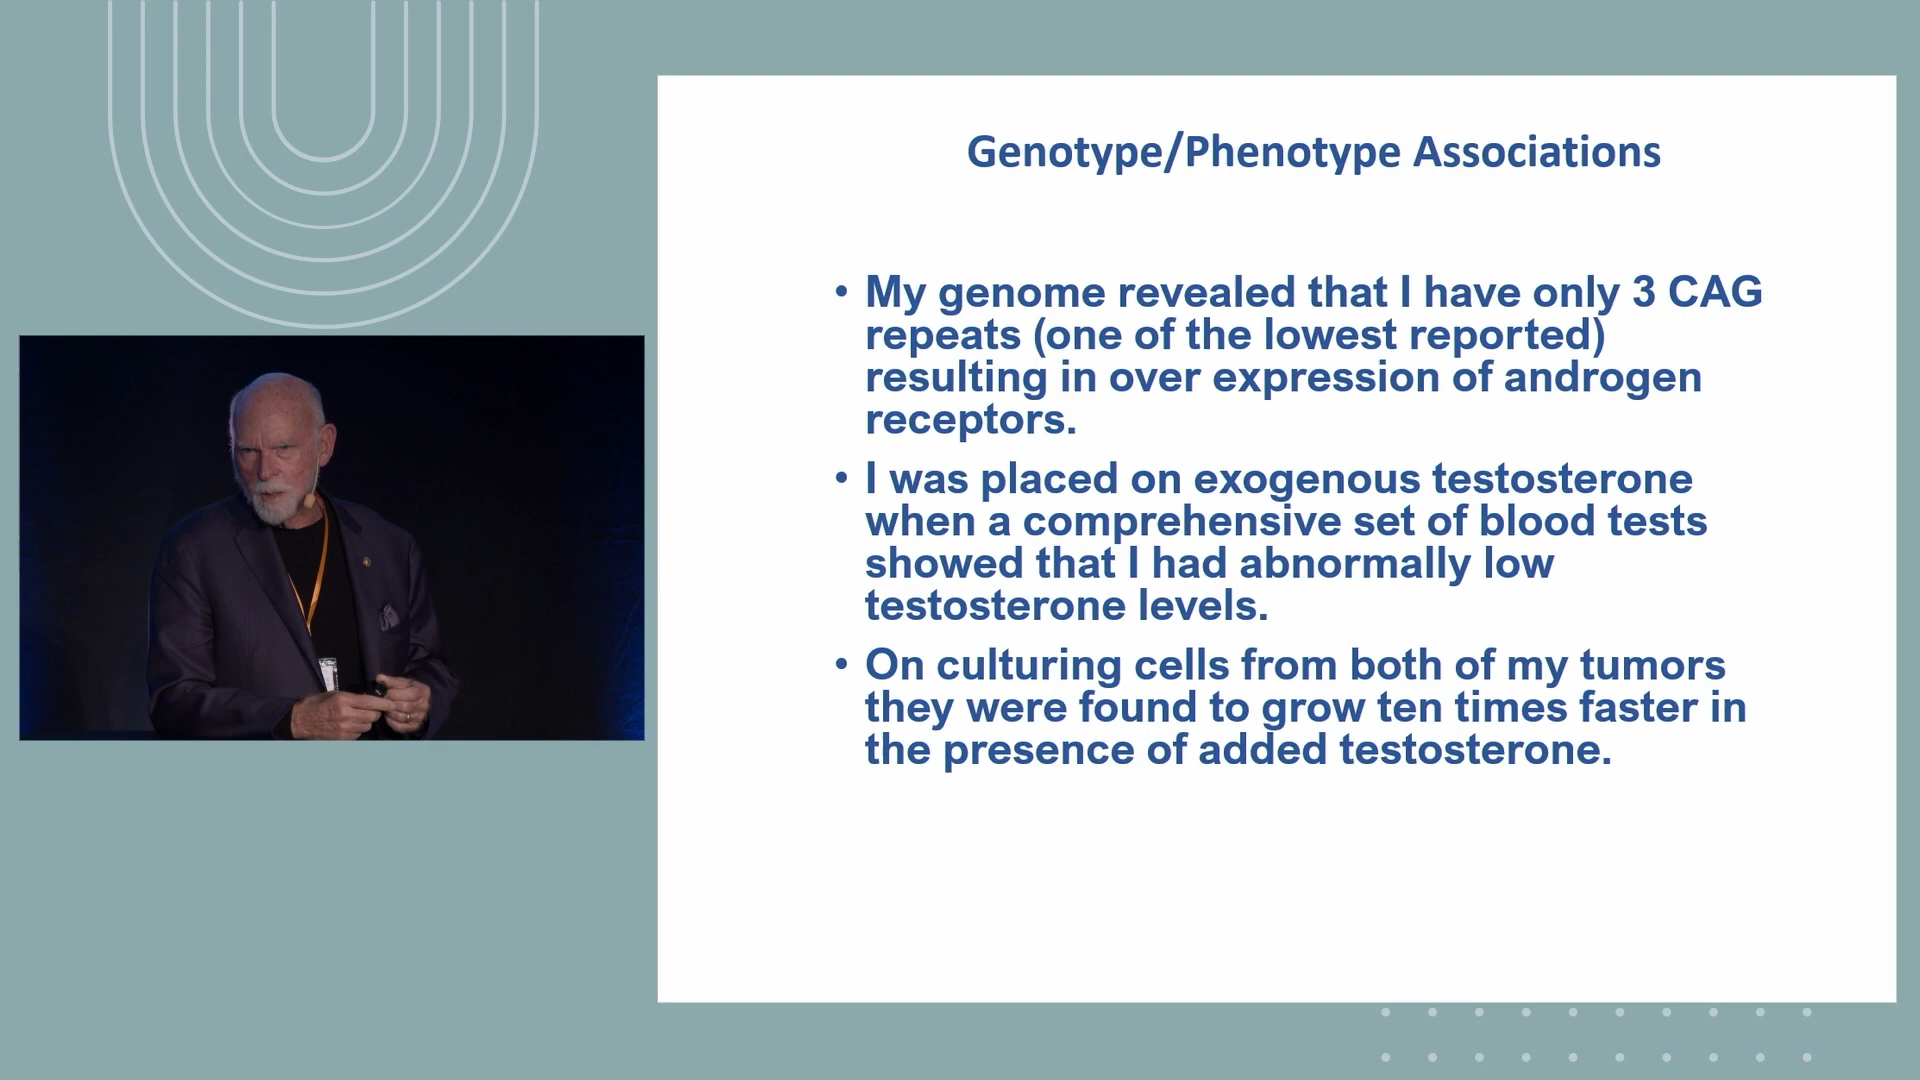 Genotype/Phenotype Associations
• My genome revealed that I have only 3 CAG
repeats (one of the lowest reported)
resulting in over expression of androgen
receptors.
• I was placed on exogenous testosterone
when a comprehensive set of blood tests
showed that I had abnormally low
testosterone levels.
• On culturing cells from both of my tumors
they were found to grow ten times faster in
the presence of added testosterone.